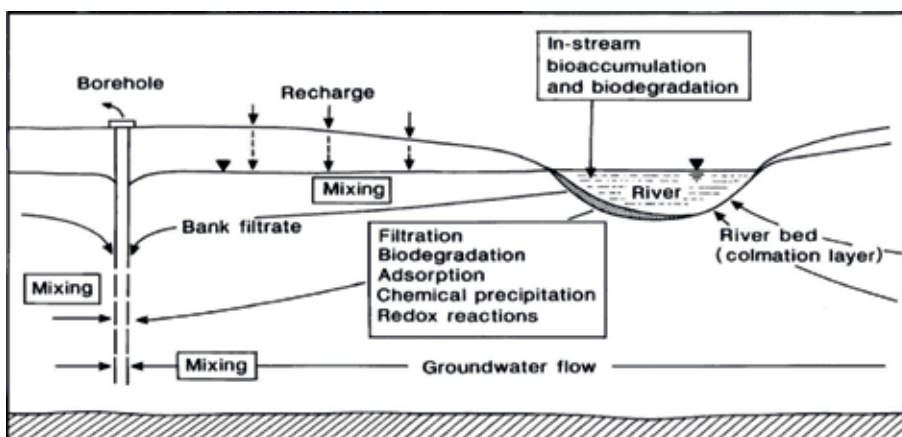 In-stream
bioaccumulation
and biodegradation
Borehole
Recharge
Mixing
River
Bank filtrate
Filtration
Biodegradation
Adsorption
Chemical precipitation
Redox reactions
River bed
(colmation layer)
Mixing
Mixing
Groundwater flow